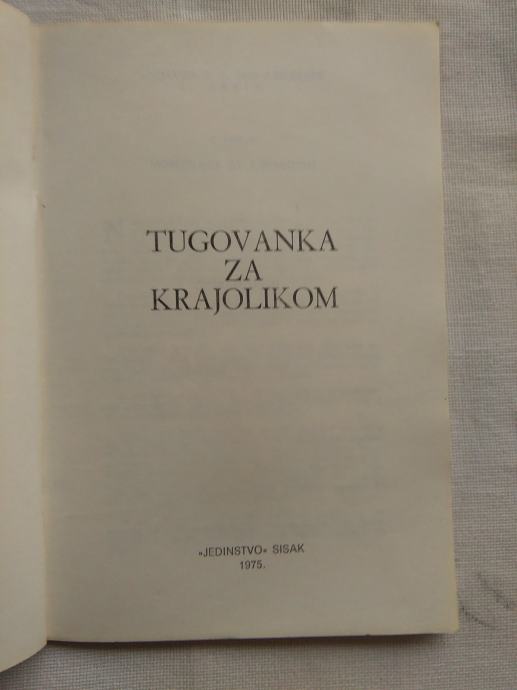 TUGOVANKA
ZA
KRAJOLIKOM
»JEDINSTVO« SISAK
1975.